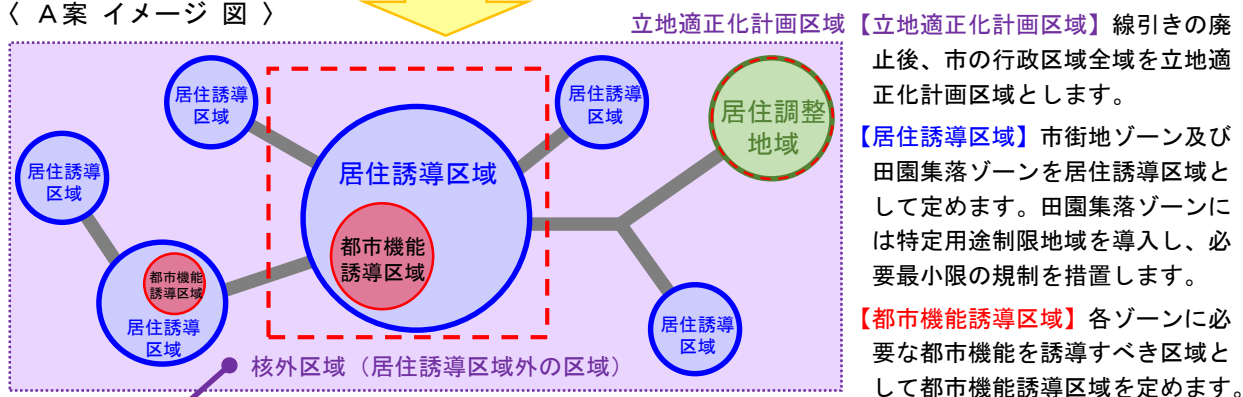 〈 A案 イメージ 図 〉
立地適正化計画区域
居住誘導
区域
居住誘導
区域
居住調整
地域
居住誘導
区域
居住誘導区域
都市機能
誘導区域
都市機能
誘導区域
居住誘導
区域
居住誘導
区域
核外区域（居住誘導区域外の区域）
【立地適正化計画区域】線引きの廃
止後、市の行政区域全域を立地適
正化計画区域とします。
【居住誘導区域】市街地ゾーン及び
田園集落ゾーンを居住誘導区域と
して定めます。田園集落ゾーンに
は特定用途制限地域を導入し、必
要最小限の規制を措置します。
【都市機能誘導区域】各ゾーンに必
要な都市機能を誘導すべき区域と
して都市機能誘導区域を定めます。